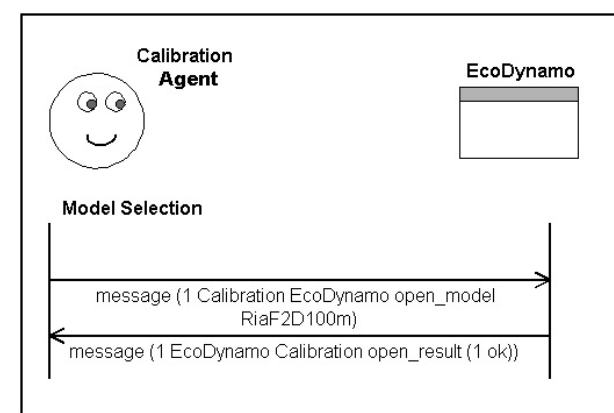 Calibration
Agent
EcoDynamo
Model Selection
message (1 Calibration EcoDynamo open_model
RiaF2D100m)
message (1 EcoDynamo Calibration open_result (1 ok))